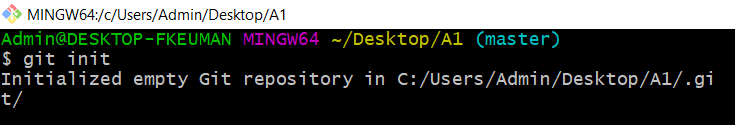 MINGW64:/c/Users/Admin/Desktop/A1
Admin@DESKTOP-FKEUMAN MINGW64 ~/Desktop/A1 (master)
$ git init
Initialized empty Git repository in C:/Users/Admin/Desktop/A1/.gi
t/